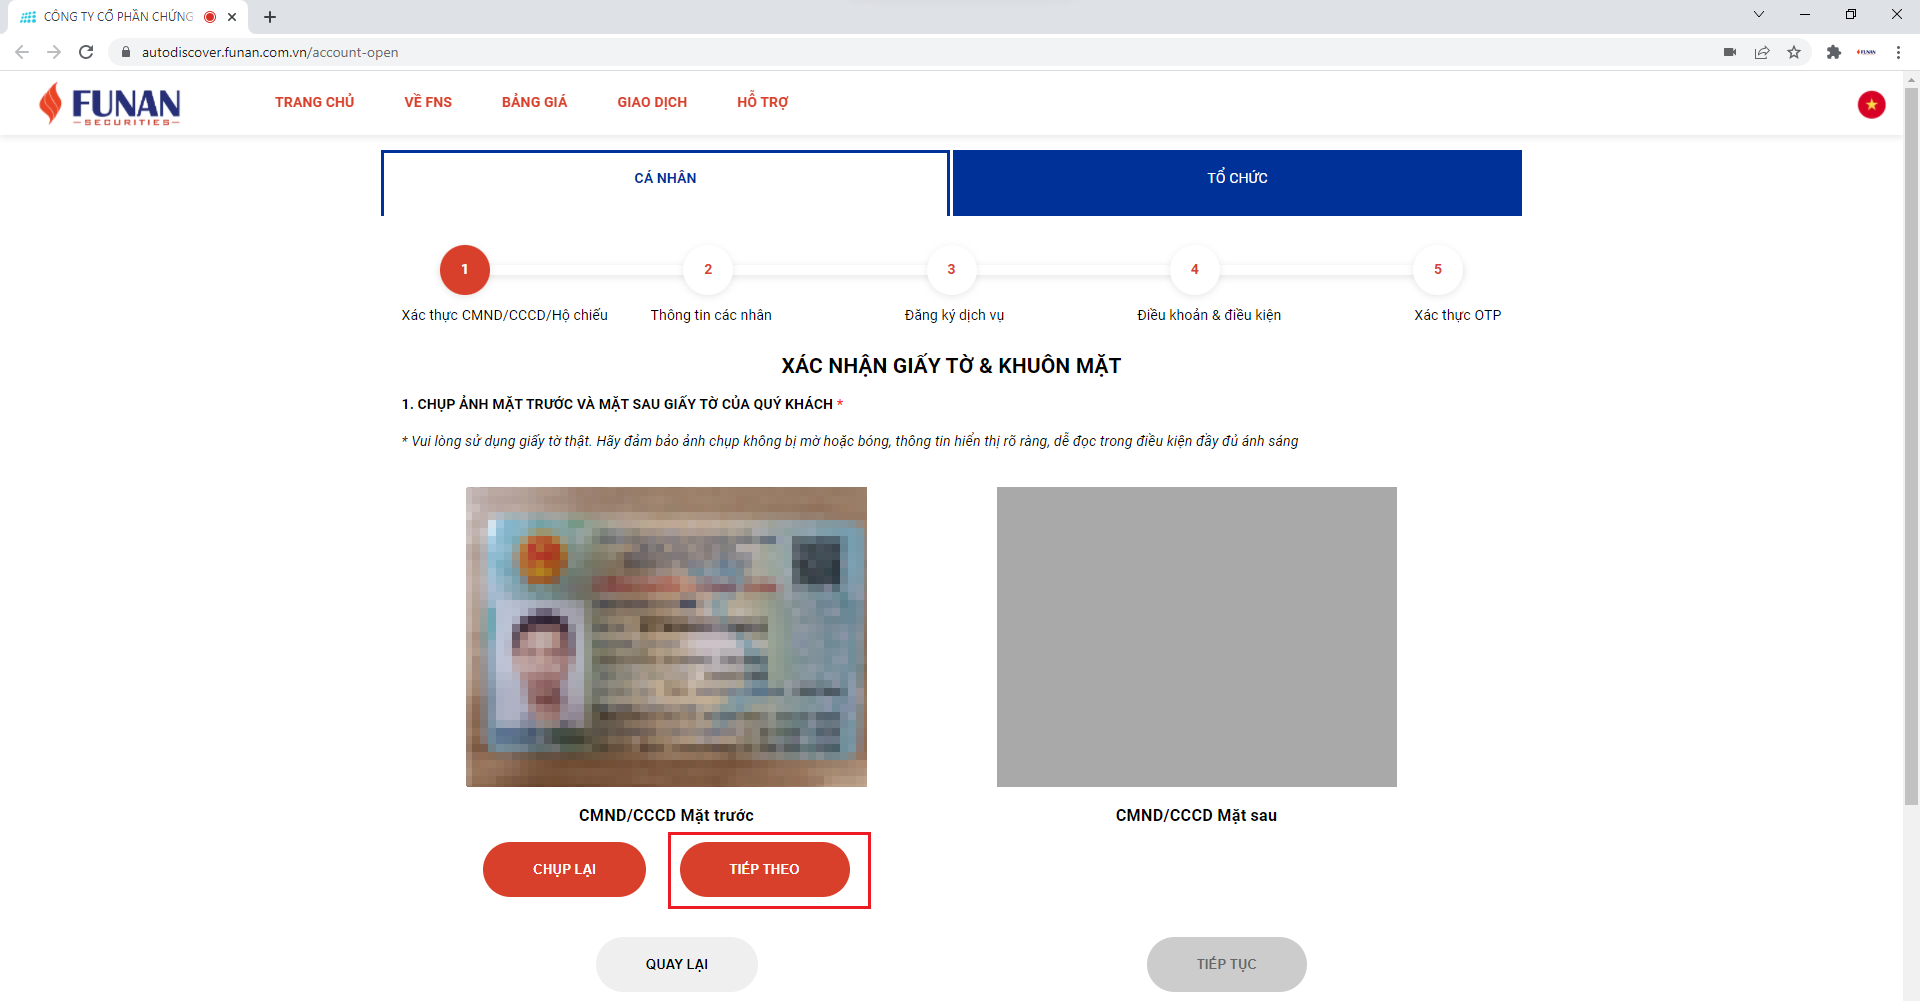 CÔNG TY CỔ PHẦN CHỨNG
autodiscover.funan.com.vn/account-open
FUNAN
SECURITIES
TRANG CHỦ
VỀ FNS
BẢNG GIÁ
GIAO DỊCH
HỖ TRỢ
CÁ NHÂN
TỔ CHỨC
1
2
3
4
5
Xác thực CMND/CCCD/Hộ chiếu
Thông tin các nhân
Đăng ký dịch vụ
Điều khoản & điều kiện
Xác thực OTP
XÁC NHẬN GIẤY TỜ & KHUÔN MẶT
1. CHỤP ẢNH MẶT TRƯỚC VÀ MẶT SAU GIẤY TỜ CỦA QUÝ KHÁCH *
* Vui lòng sử dụng giấy tờ thật. Hãy đảm bảo ảnh chụp không bị mờ hoặc bóng, thông tin hiển thị rõ ràng, dễ đọc trong điều kiện đầy đủ ánh sáng
CMND/CCCD Mặt trước
CMND/CCCD Mặt sau
CHỤP LẠI
TIẾP THEO
QUAY LẠI
TIẾP TỤC